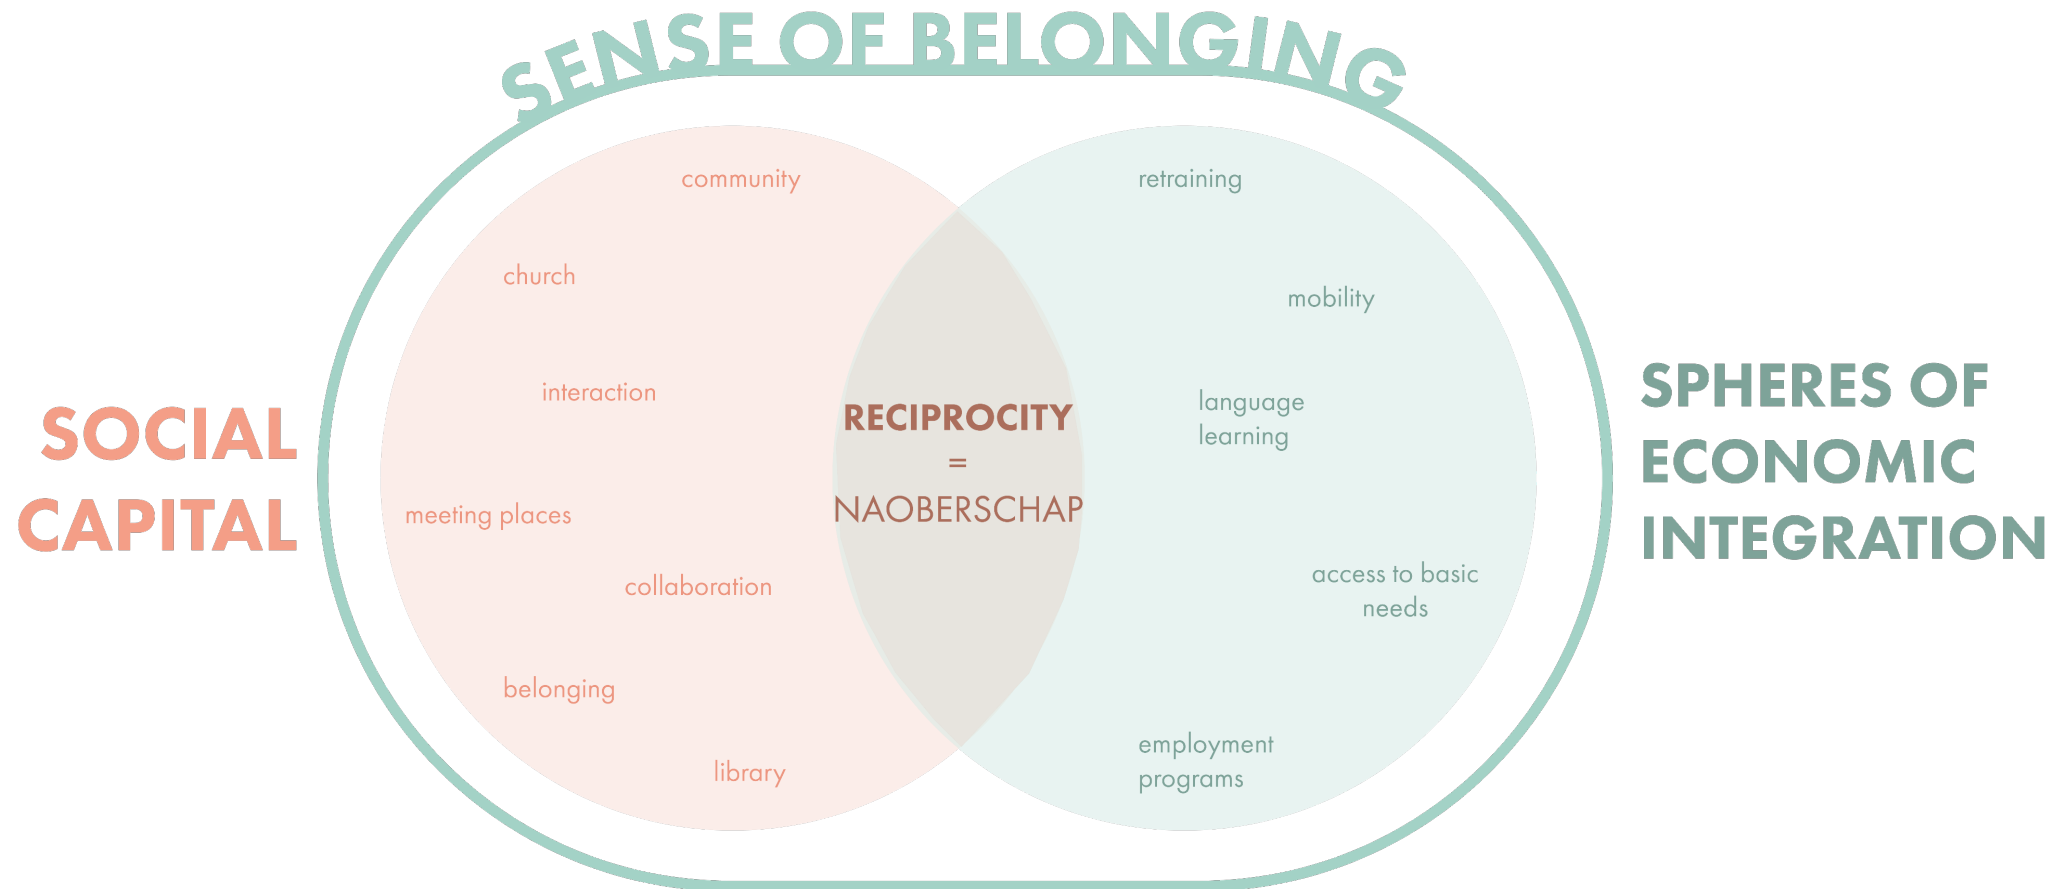 SENSE OF BELONGING
SOCIAL
CAPITAL
community
church
interaction
meeting places
collaboration
belonging
library
RECIPROCITY
=
NAOBERSCHAP
retraining
mobility
language
learning
access to basic
needs
employment
programs
SPHERES OF
ECONOMIC
INTEGRATION